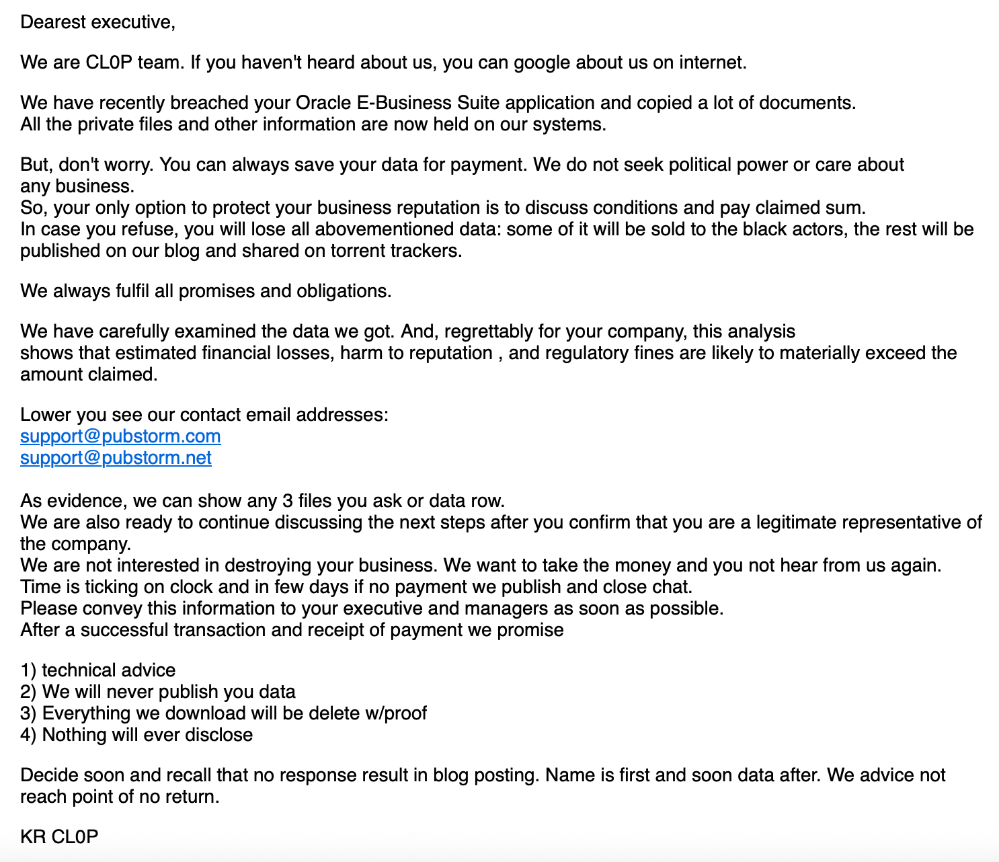 Dearest executive,
We are CL0P team. If you haven't heard about us, you can google about us on internet.
We have recently breached your Oracle E-Business Suite application and copied a lot of documents.
All the private files and other information are now held on our systems.
But, don't worry. You can always save your data for payment. We do not seek political power or care about
any business.
So, your only option to protect your business reputation is to discuss conditions and pay claimed sum.
In case you refuse, you will lose all abovementioned data: some of it will be sold to the black actors, the rest will be
published on our blog and shared on torrent trackers.
We always fulfil all promises and obligations.
We have carefully examined the data we got. And, regrettably for your company, this analysis
shows that estimated financial losses, harm to reputation , and regulatory fines are likely to materially exceed the
amount claimed.
Lower you see our contact email addresses:
support@pubstorm.com
support@pubstorm.net
As evidence, we can show any 3 files you ask or data row.
We are also ready to continue discussing the next steps after you confirm that you are a legitimate representative of
the company.
We are not interested in destroying your business. We want to take the money and you not hear from us again.
Time is ticking on clock and in few days if no payment we publish and close chat.
Please convey this information to your executive and managers as soon as possible.
After a successful transaction and receipt of payment we promise
1) technical advice
2) We will never publish you data
3) Everything we download will be delete w/proof
4) Nothing will ever disclose
Decide soon and recall that no response result in blog posting. Name is first and soon data after. We advice not
reach point of no return.
KR CL0P